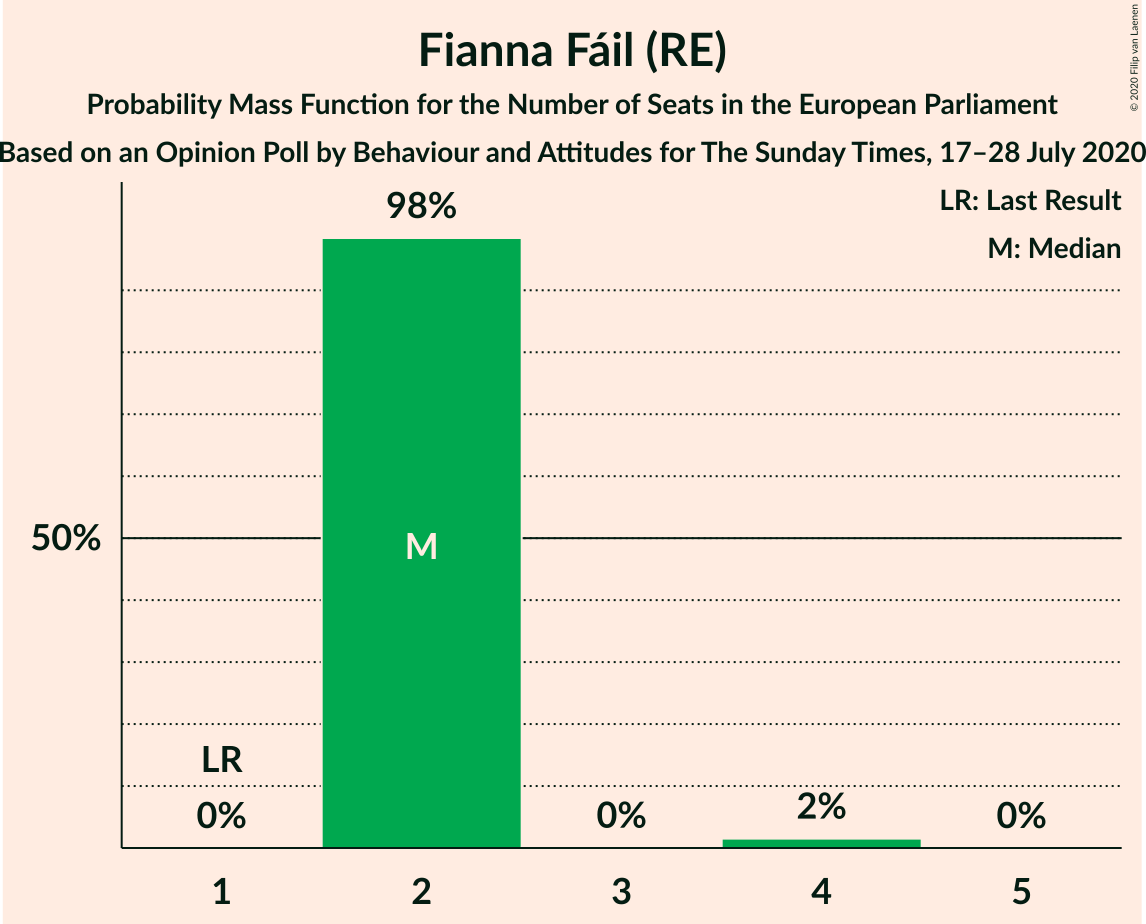 Fianna Fáil (RE)
Probability Mass Function for the Number of Seats in the European Parliament
Based on an Opinion Poll by Behaviour and Attitudes for The Sunday Times, 17–28 July 2020
© 2020 Filip van Laenen
LR: Last Result
M: Median
98%
50%
M
LR
0%
0%
2%
0%
1 2 3 4 5